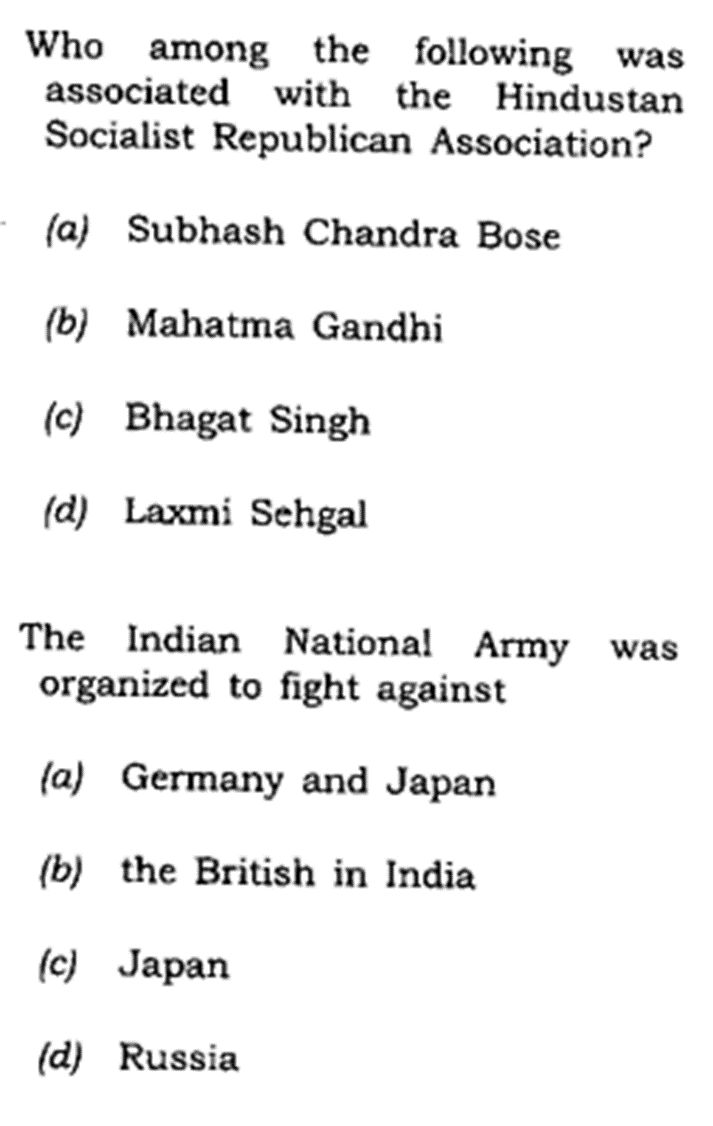 Who among the following was
associated with the Hindustan
Socialist Republican Association?
(a) Subhash Chandra Bose
(b) Mahatma Gandhi
(c) Bhagat Singh
(d) Laxmi Sehgal
The Indian National Army was
organized to fight against
(a) Germany and Japan
(b) the British in India
(c) Japan
(d) Russia